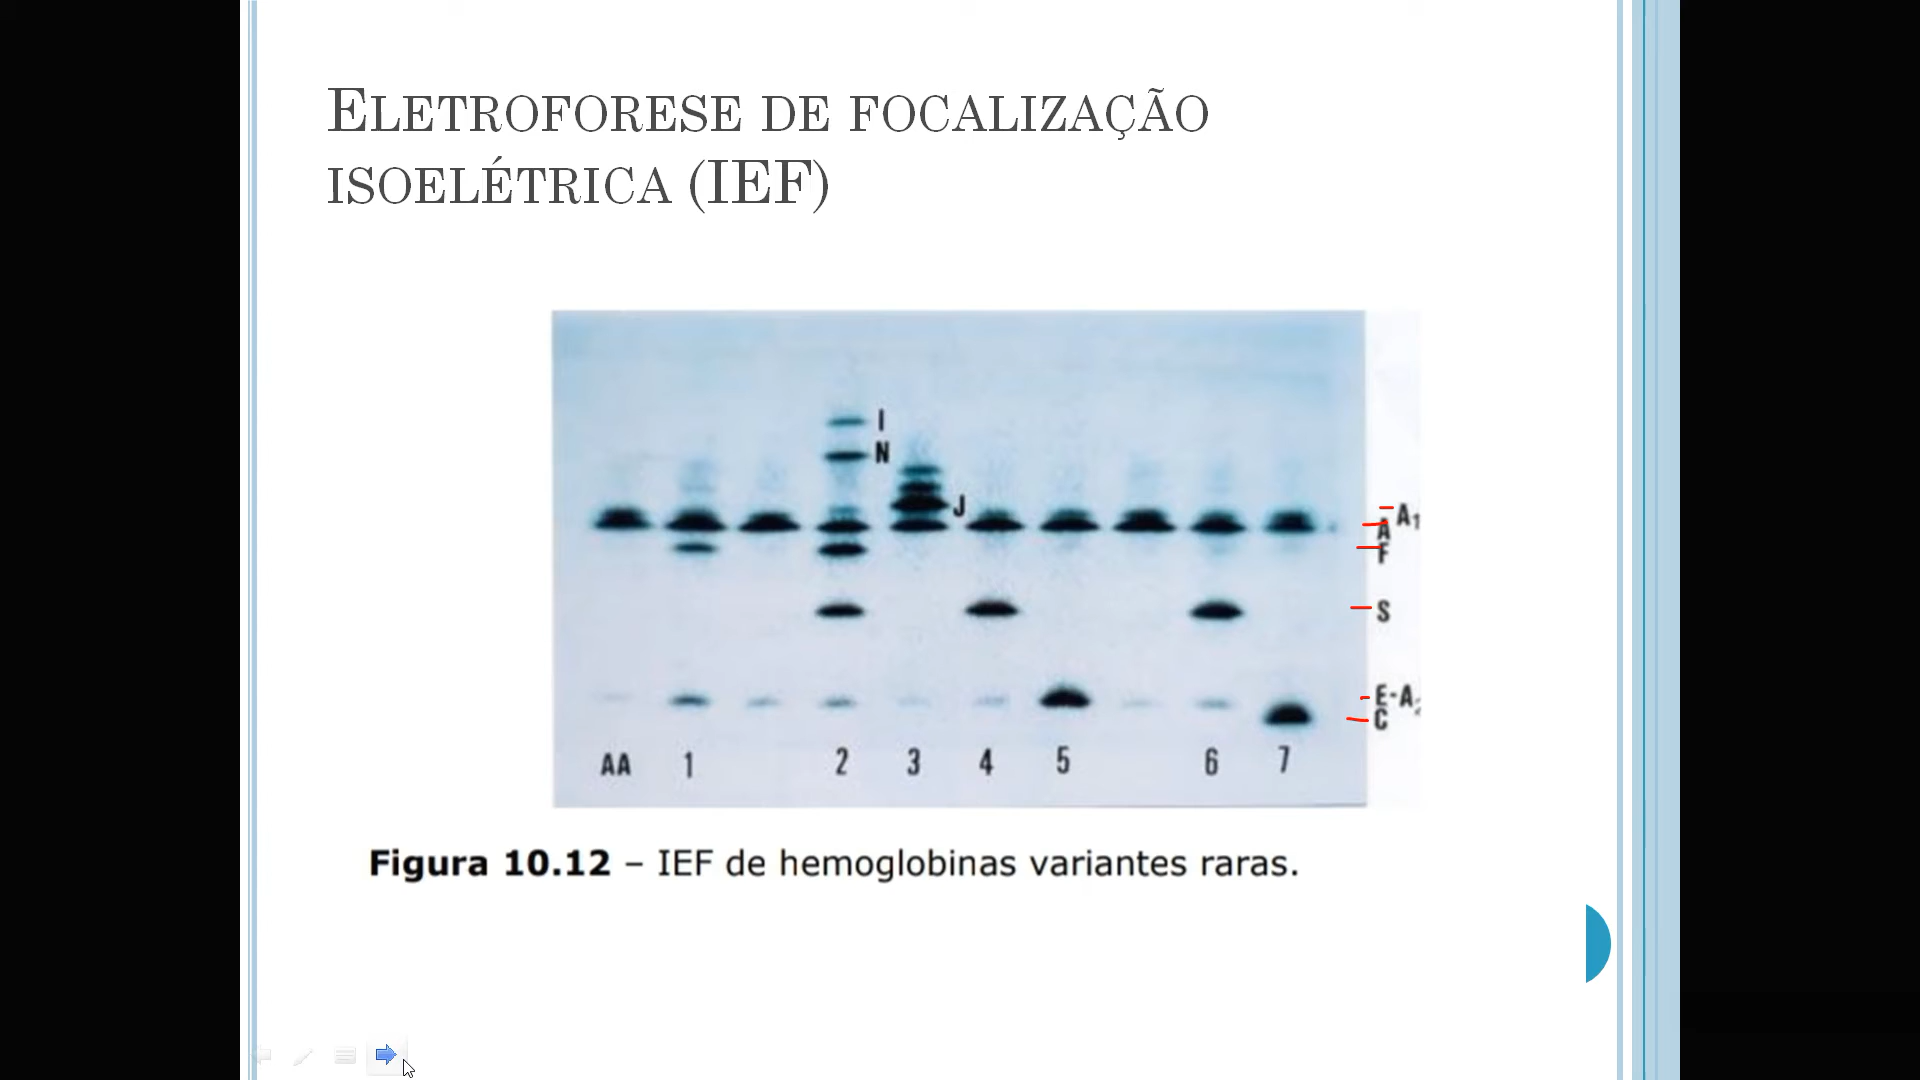 ELETROFORESE DE FOCALIZAÇÃO
ISOELÉTRICA (IEF)
I
N
J
A₁
A
F
S
E-A₂
C
AA 1 2 3 4 5 6 7
Figura 10.12 – IEF de hemoglobinas variantes raras.